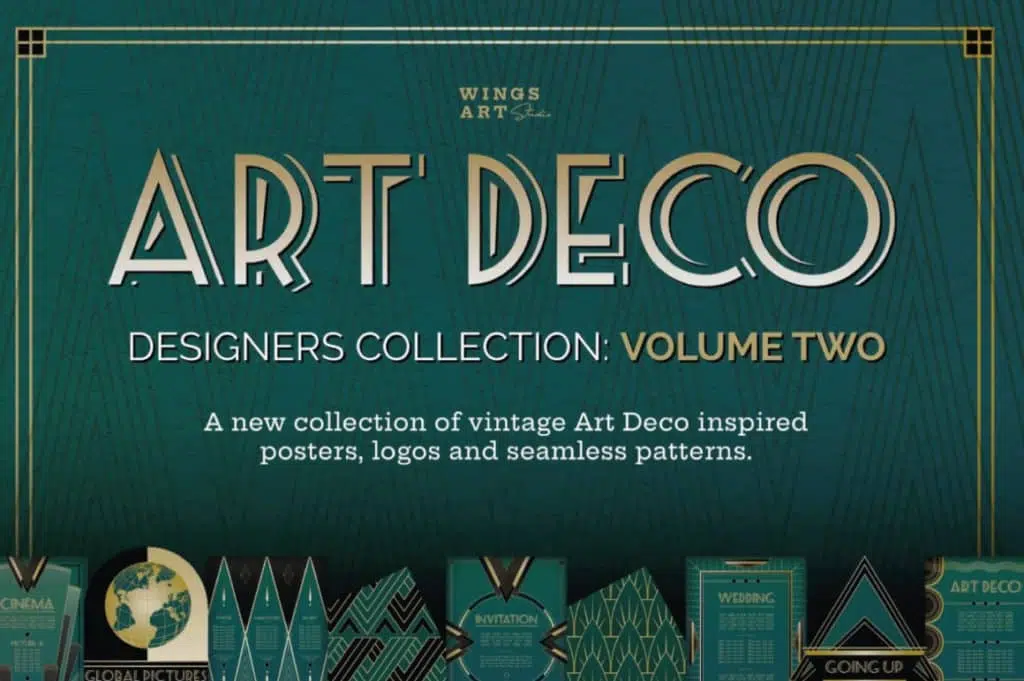 WINGS
ART Studio
ART DECO
DESIGNERS COLLECTION: VOLUME TWO
A new collection of vintage Art Deco inspired
posters, logos and seamless patterns.
CINEMA
GLOBAL PICTURES
INVITATION
WEDDING
GOING UP
ART DECO